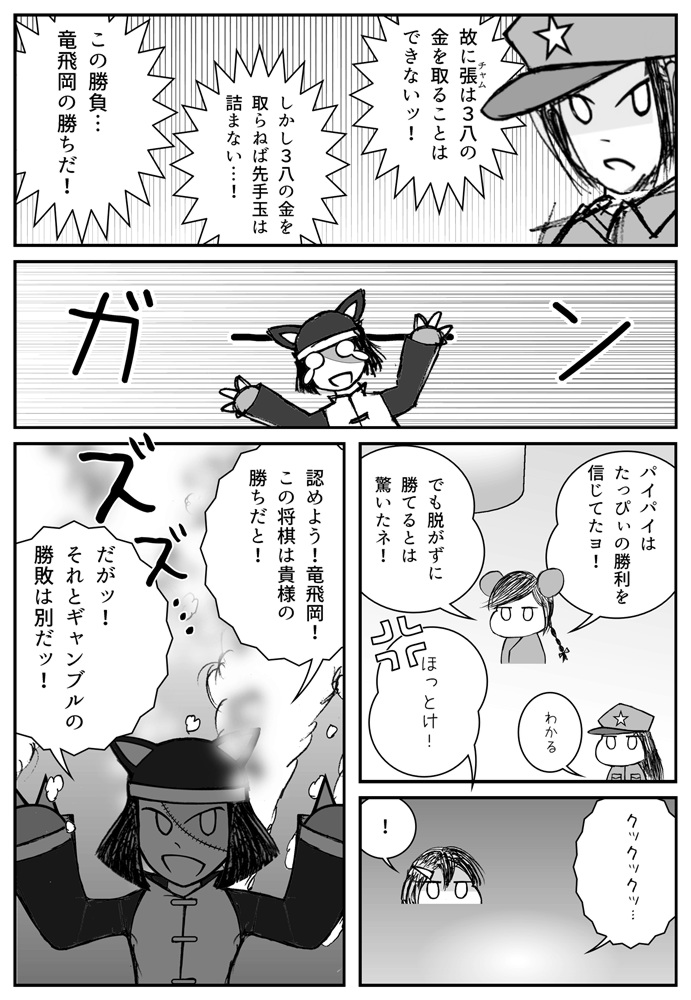 故に張は３八の
チャム
金を取ることは
できないッ！
しかし３八の金を
取らねば先手玉は
詰まない…！
この勝負…
竜飛岡の勝ちだ！
ガーン
パイパイは
たっぴぃの勝利を
信じてたヨ！
でも脱がずに
勝てるとは
驚いたネ！
ほっとけ！
わかる
クックックッ…
！
認めよう！竜飛岡！
この将棋は貴様の
勝ちだと！
ズズ…
だがッ！
それとギャンブルの
勝敗は別だッ！